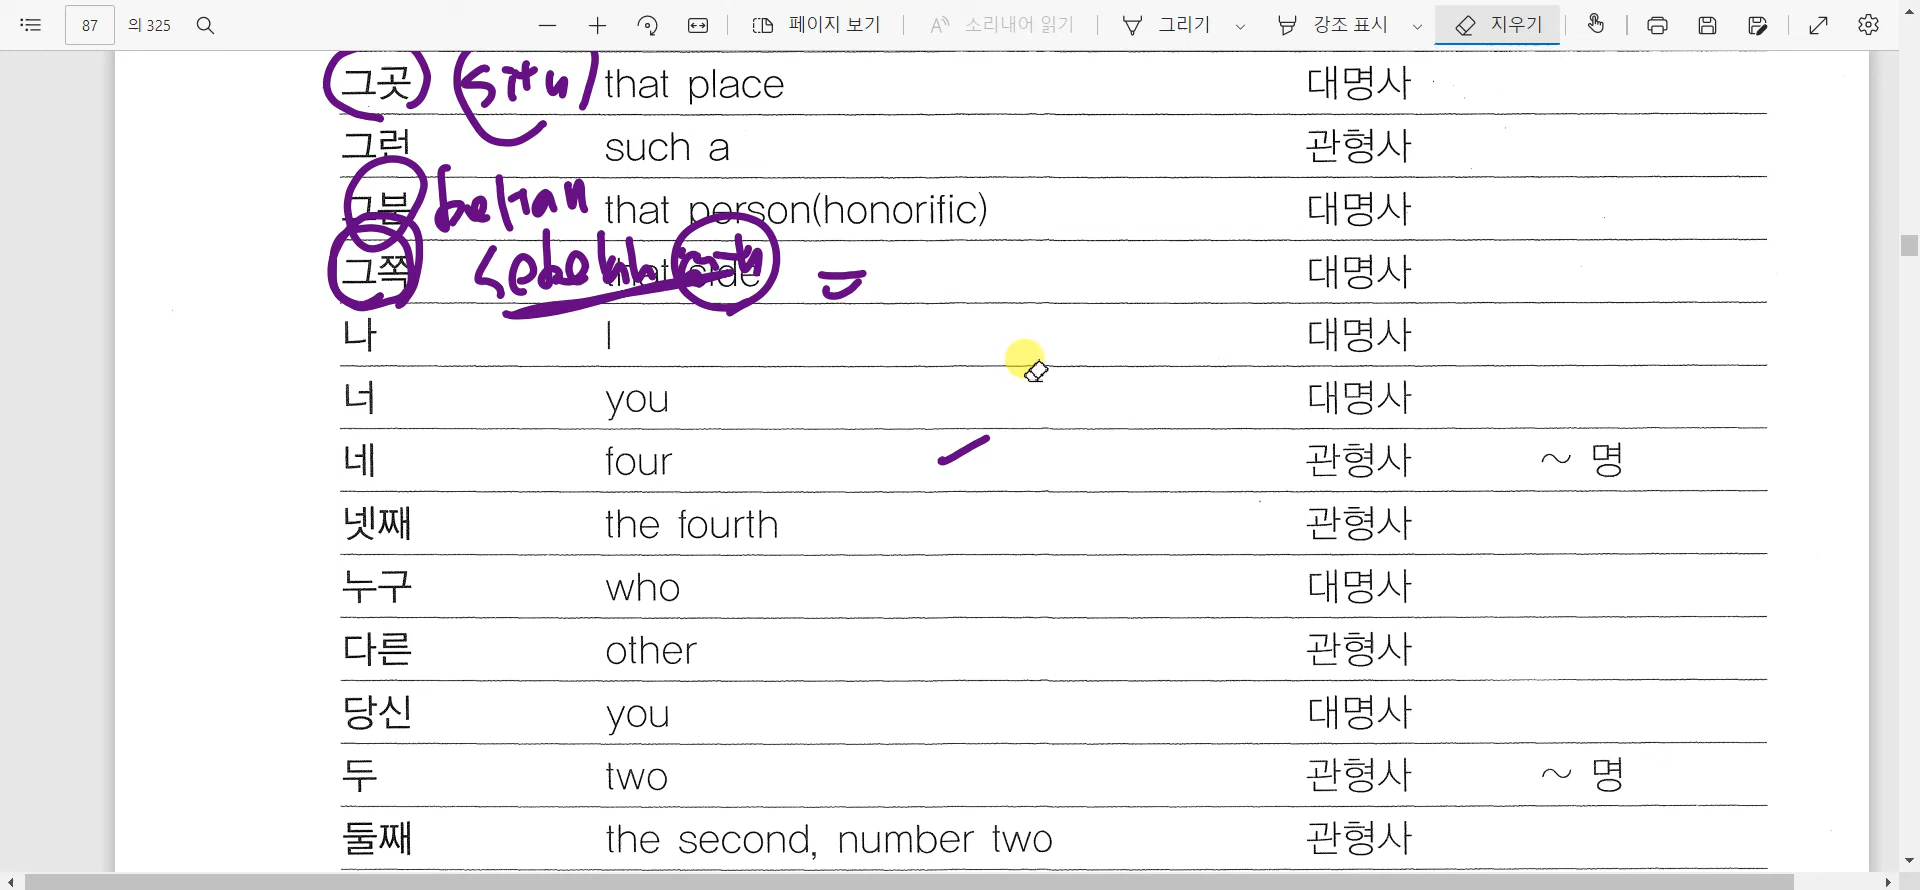 87 의 325 페이지 보기 소리내어 읽기 그리기 강조 표시 지우기
그곳 (situ) that place 대명사
그런 such a 관형사
그분 beliau that person(honorific) 대명사
그쪽 sebelah situ that side 대명사
나 I 대명사
너 you 대명사
네 four 관형사 ~ 명
넷째 the fourth 관형사
누구 who 대명사
다른 other 관형사
당신 you 대명사
두 two 관형사 ~ 명
둘째 the second, number two 관형사